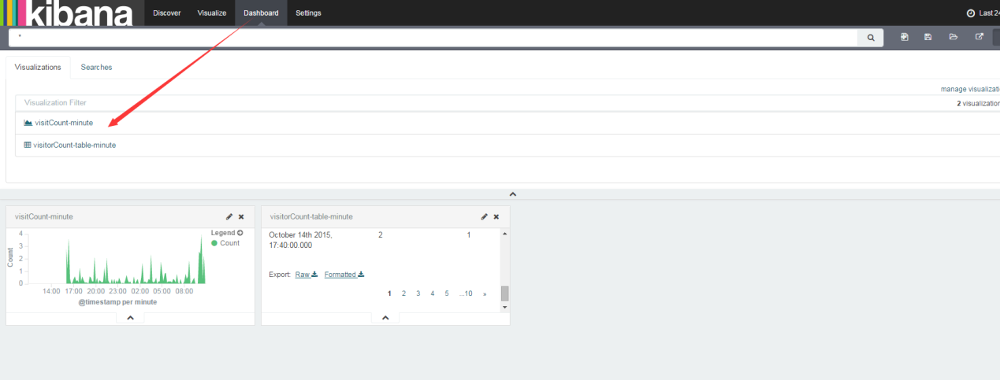 kibana Discover Visualize Dashboard Settings Last 24
*
Visualizations Searches
manage visualizati
Visualization Filter 2 visualization
visitCount-minute
visitorCount-table-minute
visitCount-minute
Legend
Count
Count
4
3
2
1
0
14:00 17:00 20:00 23:00 02:00 05:00 08:00
@timestamp per minute
visitorCount-table-minute
October 14th 2015, 17:40:00.000 2 1
Export: Raw Formatted
1 2 3 4 5 ...10 »